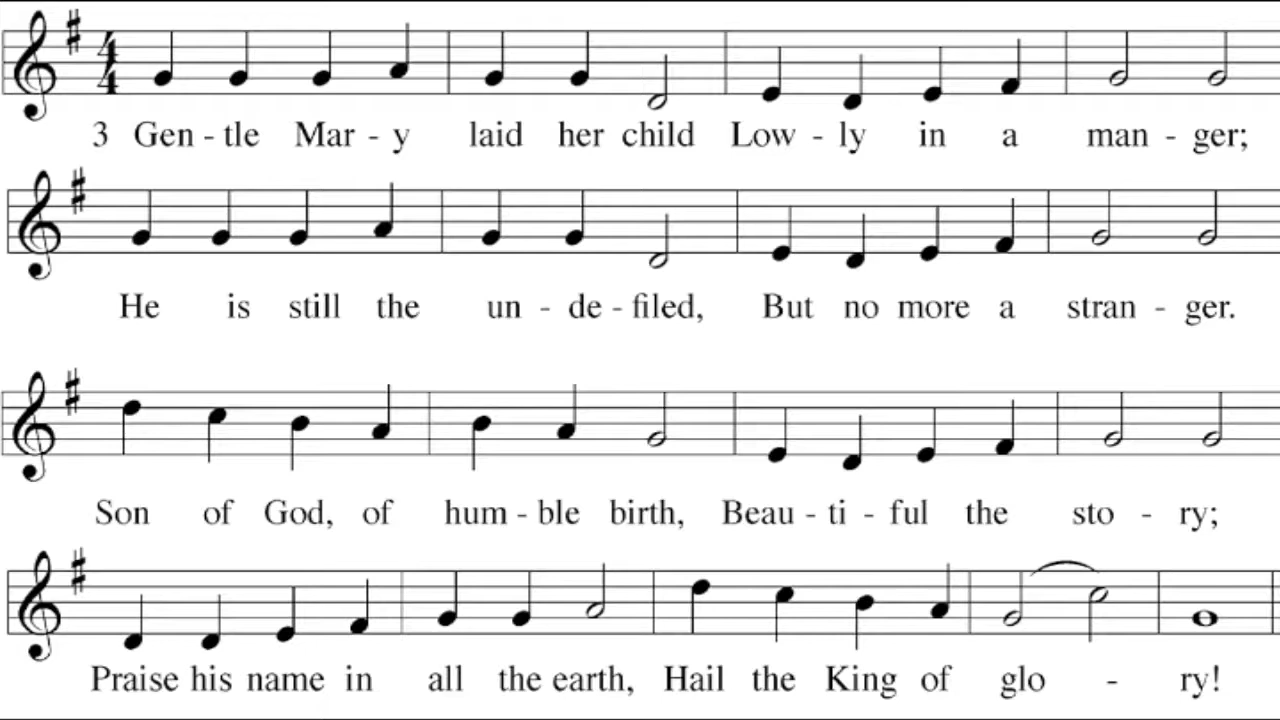 3 Gen - tle Mar - y laid her child Low - ly in a man - ger;
He is still the un - de - filed, But no more a stran - ger.
Son of God, of hum - ble birth, Beau - ti - ful the sto - ry;
Praise his name in all the earth, Hail the King of glo - ry!